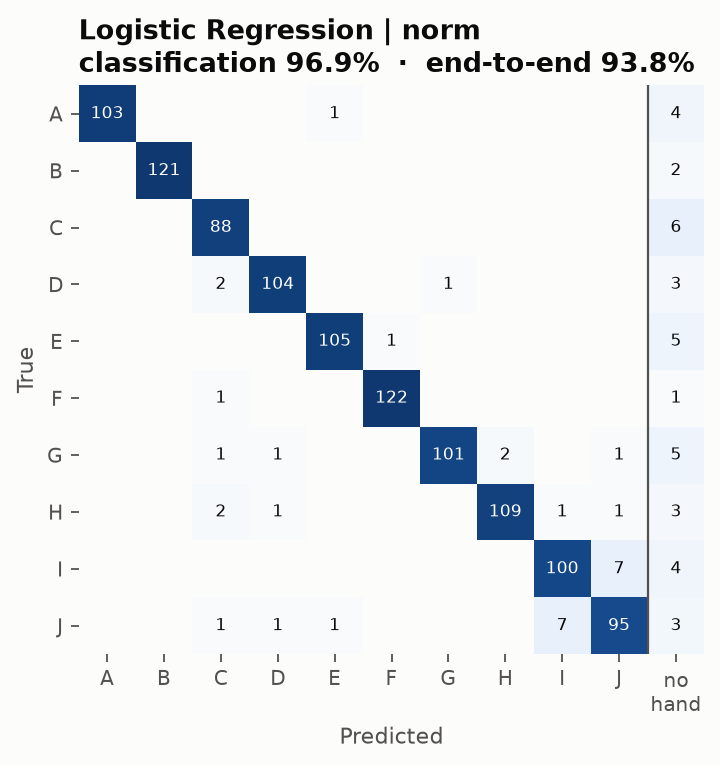 Logistic Regression | norm
classification 96.9%  ·  end-to-end 93.8%
A 103 1 4
B 121 2
C 88 6
D 2 104 1 3
E 105 1 5
F 1 122 1
G 1 1 101 2 1 5
H 2 1 109 1 1 3
I 100 7 4
J 1 1 1 7 95 3
True
A B C D E F G H I J no
hand
Predicted